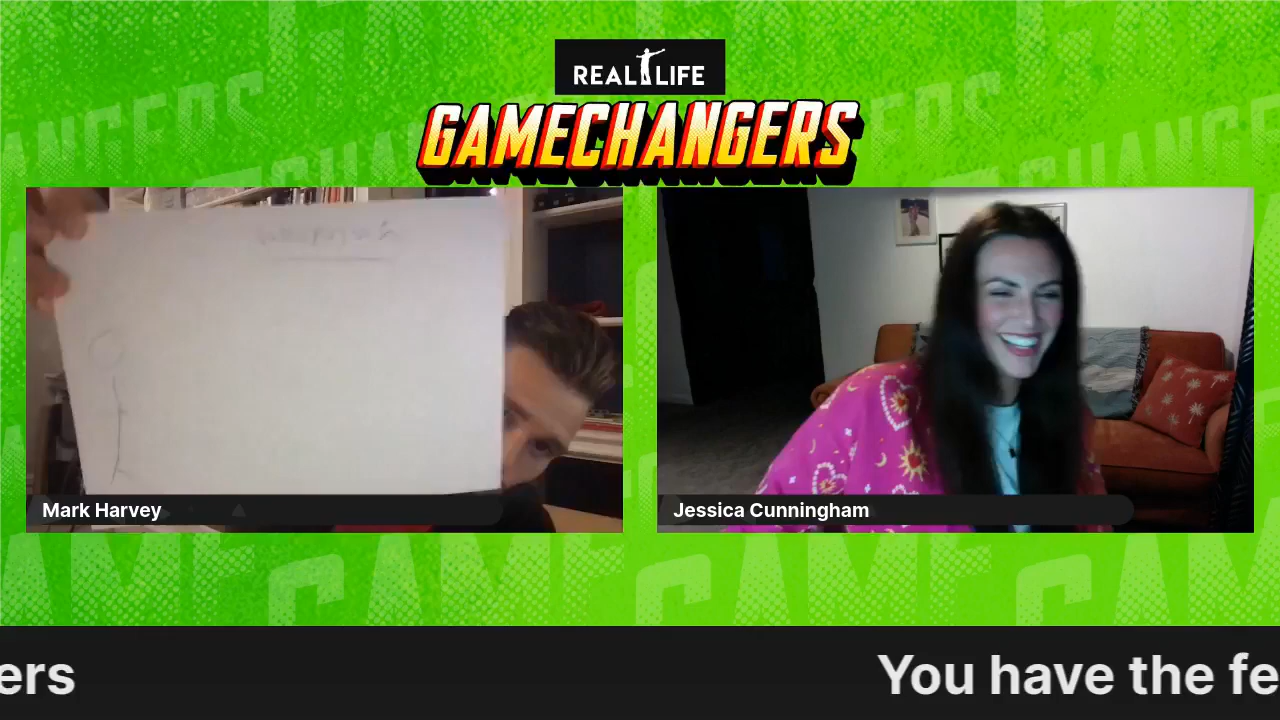 REAL LIFE
GAMECHANGERS
Mark Harvey
Jessica Cunningham
ers
You have the fe